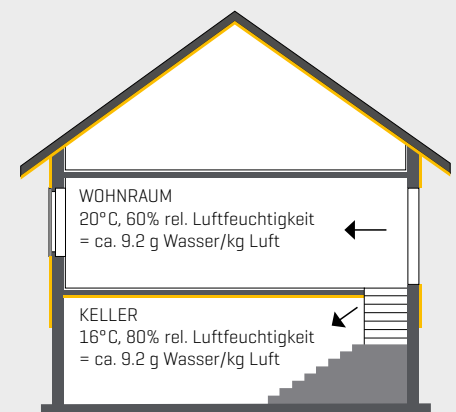 WOHNRAUM
20°C, 60% rel. Luftfeuchtigkeit
= ca. 9.2 g Wasser/kg Luft
KELLER
16°C, 80% rel. Luftfeuchtigkeit
= ca. 9.2 g Wasser/kg Luft